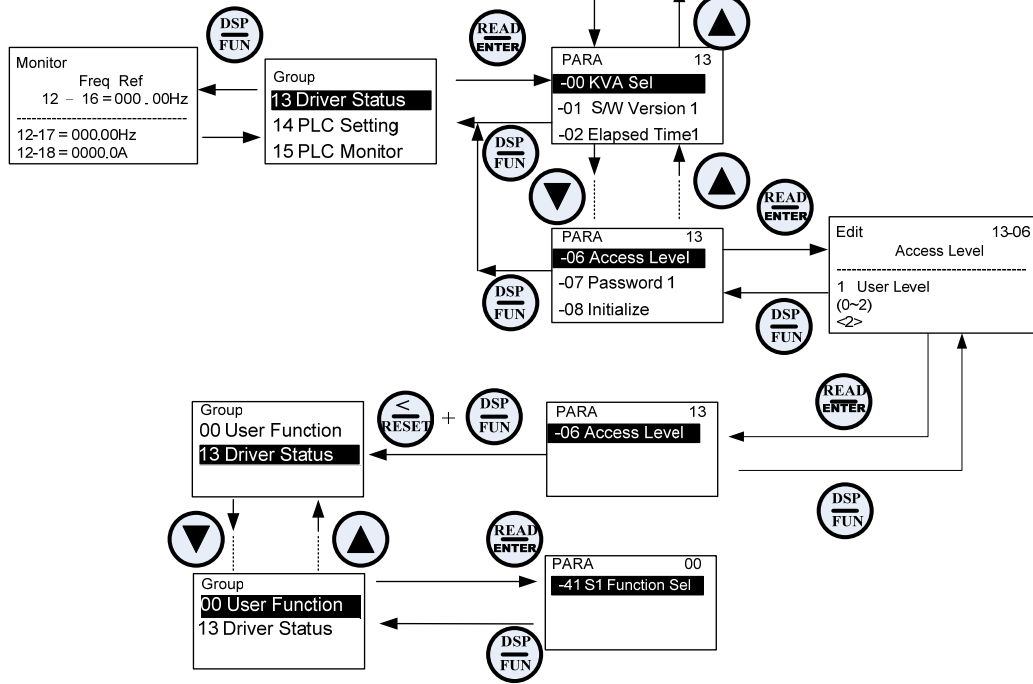 DSP
FUN
READ
ENTER
Monitor
Freq Ref
12 – 16 = 000 . 00Hz
12-17 = 000.00Hz
12-18 = 0000.0A
Group
13 Driver Status
14 PLC Setting
15 PLC Monitor
PARA 13
-00 KVA Sel
-01 S/W Version 1
-02 Elapsed Time1
DSP
FUN
READ
ENTER
PARA 13
-06 Access Level
-07 Password 1
-08 Initialize
DSP
FUN
Edit 13-06
Access Level
1 User Level
(0~2)
<2>
DSP
FUN
READ
ENTER
Group
00 User Function
13 Driver Status
<
RESET
+
DSP
FUN
PARA 13
-06 Access Level
DSP
FUN
READ
ENTER
Group
00 User Function
13 Driver Status
PARA 00
-41 S1 Function Sel
DSP
FUN